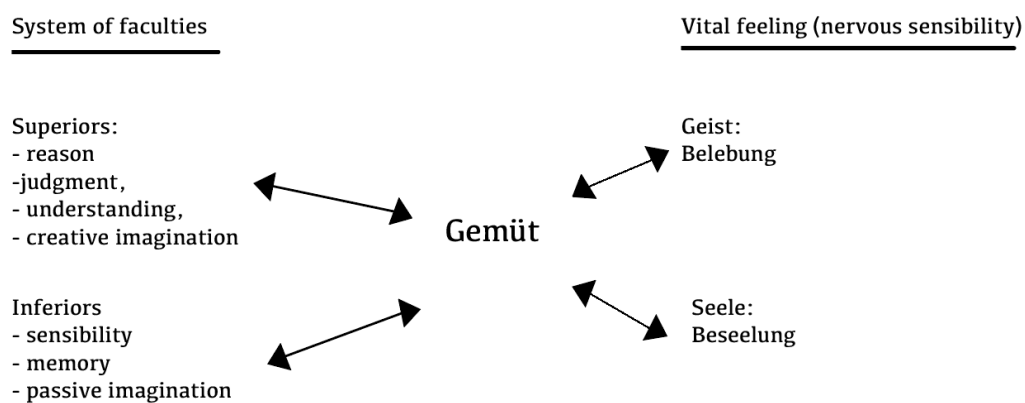 System of faculties
Vital feeling (nervous sensibility)
Superiors:
- reason
-judgment,
- understanding,
- creative imagination
Geist:
Belebung
Gemüt
Inferiors
- sensibility
- memory
- passive imagination
Seele:
Beseelung